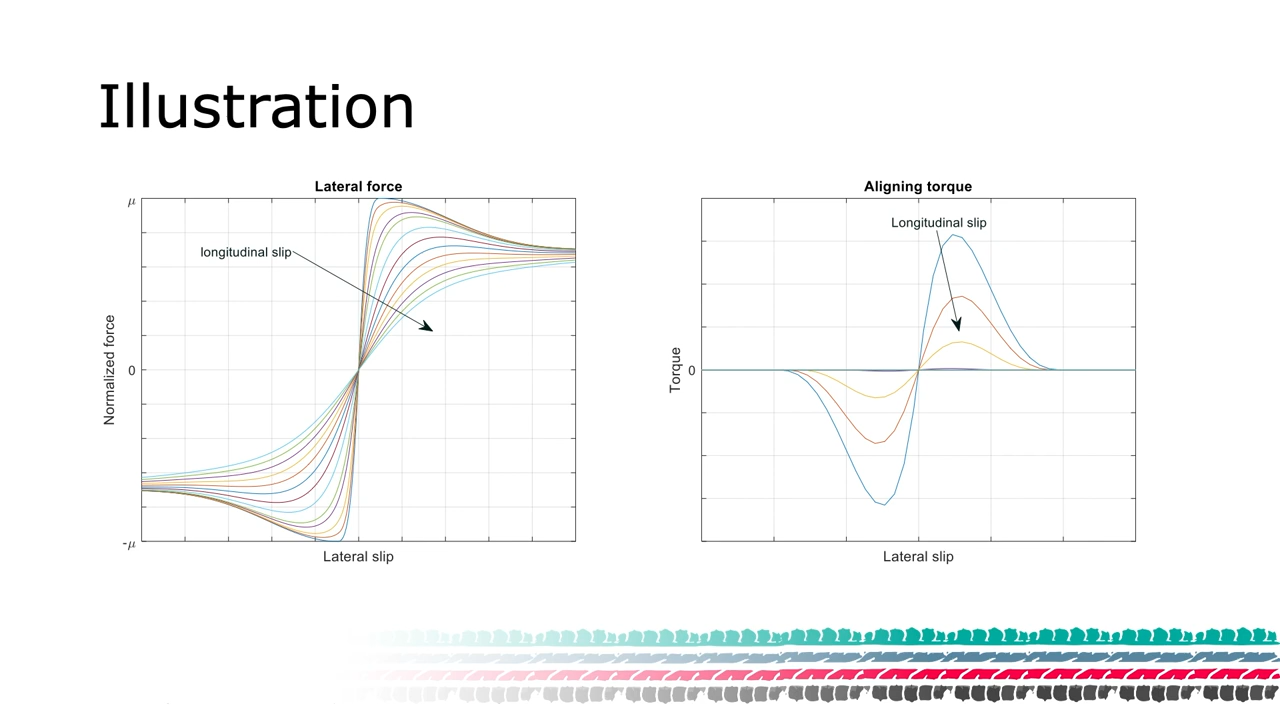 Illustration
Lateral force
μ
longitudinal slip
Normalized force
0
-μ
Lateral slip
Aligning torque
Longitudinal slip
Torque
0
Lateral slip